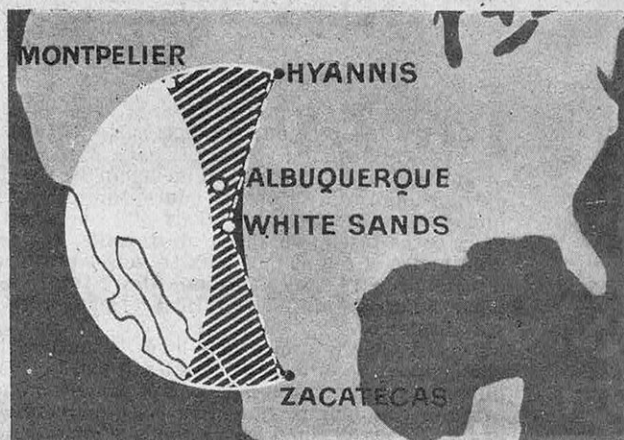 MONTPELIER
HYANNIS
ALBUQUERQUE
WHITE SANDS
ZACATECAS